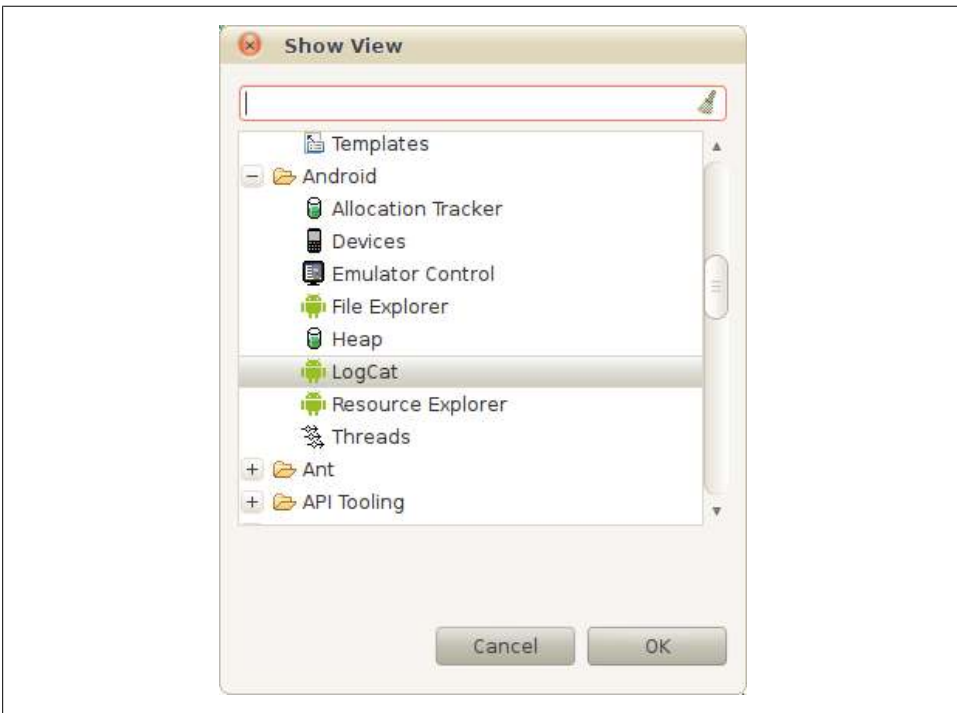 Show View
Templates
Android
Allocation Tracker
Devices
Emulator Control
File Explorer
Heap
LogCat
Resource Explorer
Threads
Ant
API Tooling
Cancel
OK